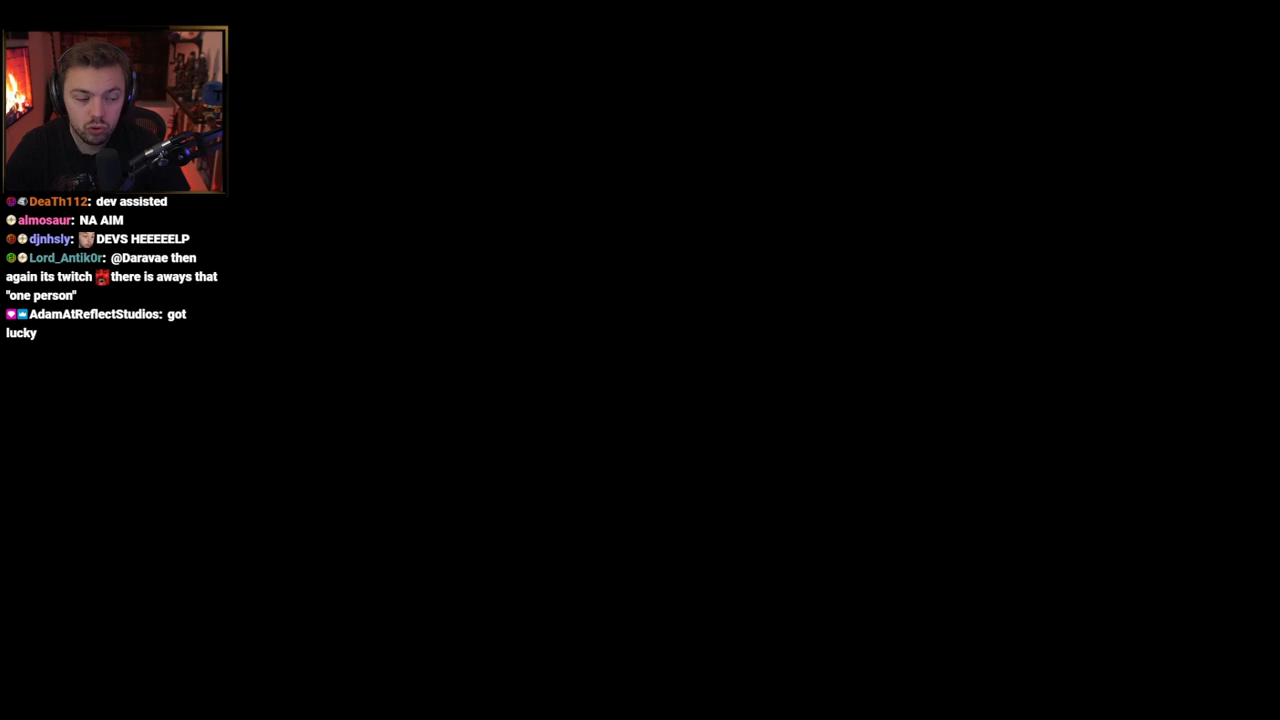 DeaTh112: dev assisted
almosaur: NA AIM
djnhsly: DEVS HEEEEELP
Lord_Antik0r: @Daravae then
again its twitch there is aways that
"one person"
AdamAtReflectStudios: got
lucky